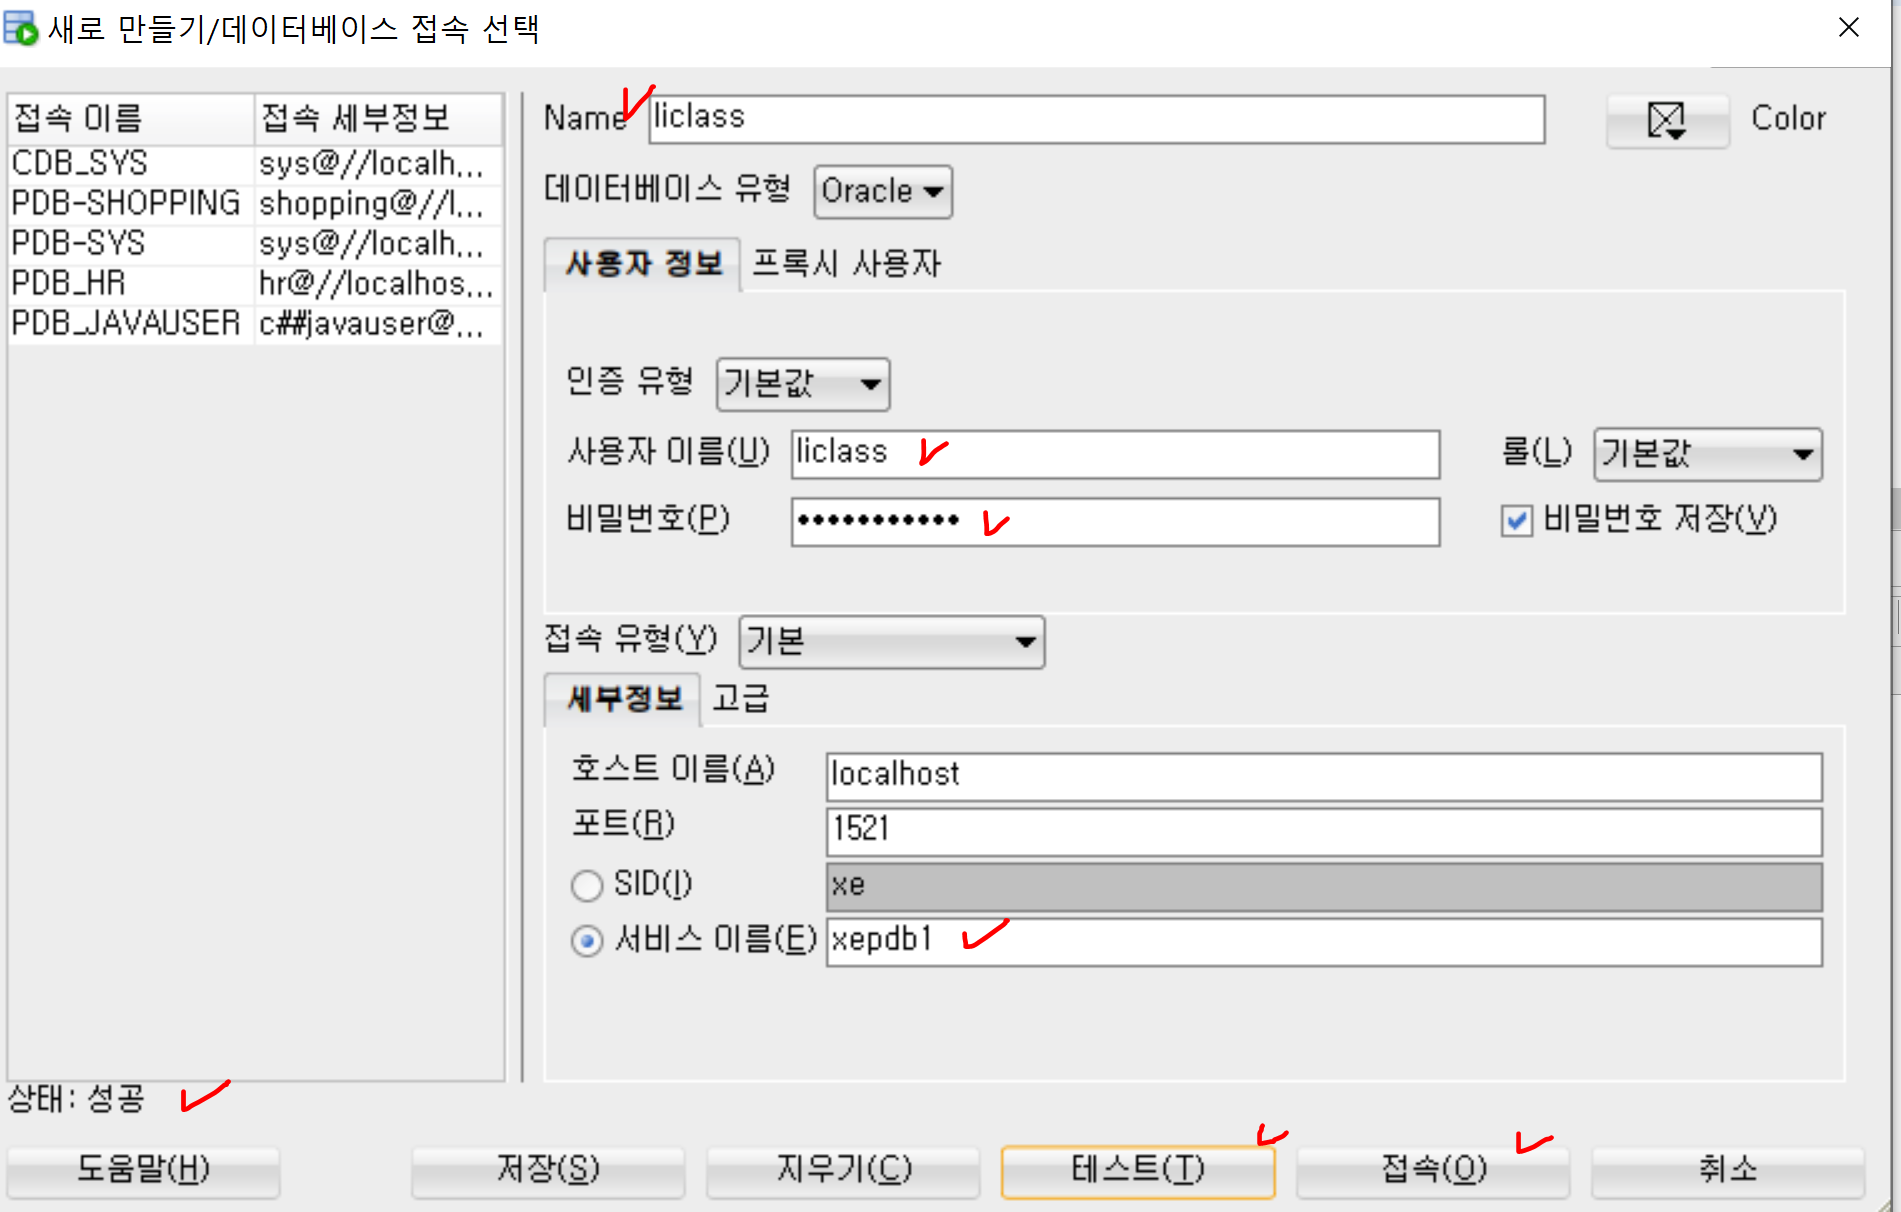 새로 만들기/데이터베이스 접속 선택
접속 이름 접속 세부정보
CDB_SYS sys@//localh...
PDB-SHOPPING shopping@//l...
PDB-SYS sys@//localh...
PDB_HR hr@//localhos...
PDB_JAVAUSER c##javauser@...
Name liclass Color
데이터베이스 유형 Oracle
사용자 정보 프록시 사용자
인증 유형 기본값
사용자 이름(U) liclass 롤(L) 기본값
비밀번호(P) ••••••••••• 비밀번호 저장(V)
접속 유형(Y) 기본
세부정보 고급
호스트 이름(A) localhost
포트(R) 1521
SID(I) xe
서비스 이름(E) xepdb1
상태: 성공
도움말(H) 저장(S) 지우기(C) 테스트(T) 접속(O) 취소